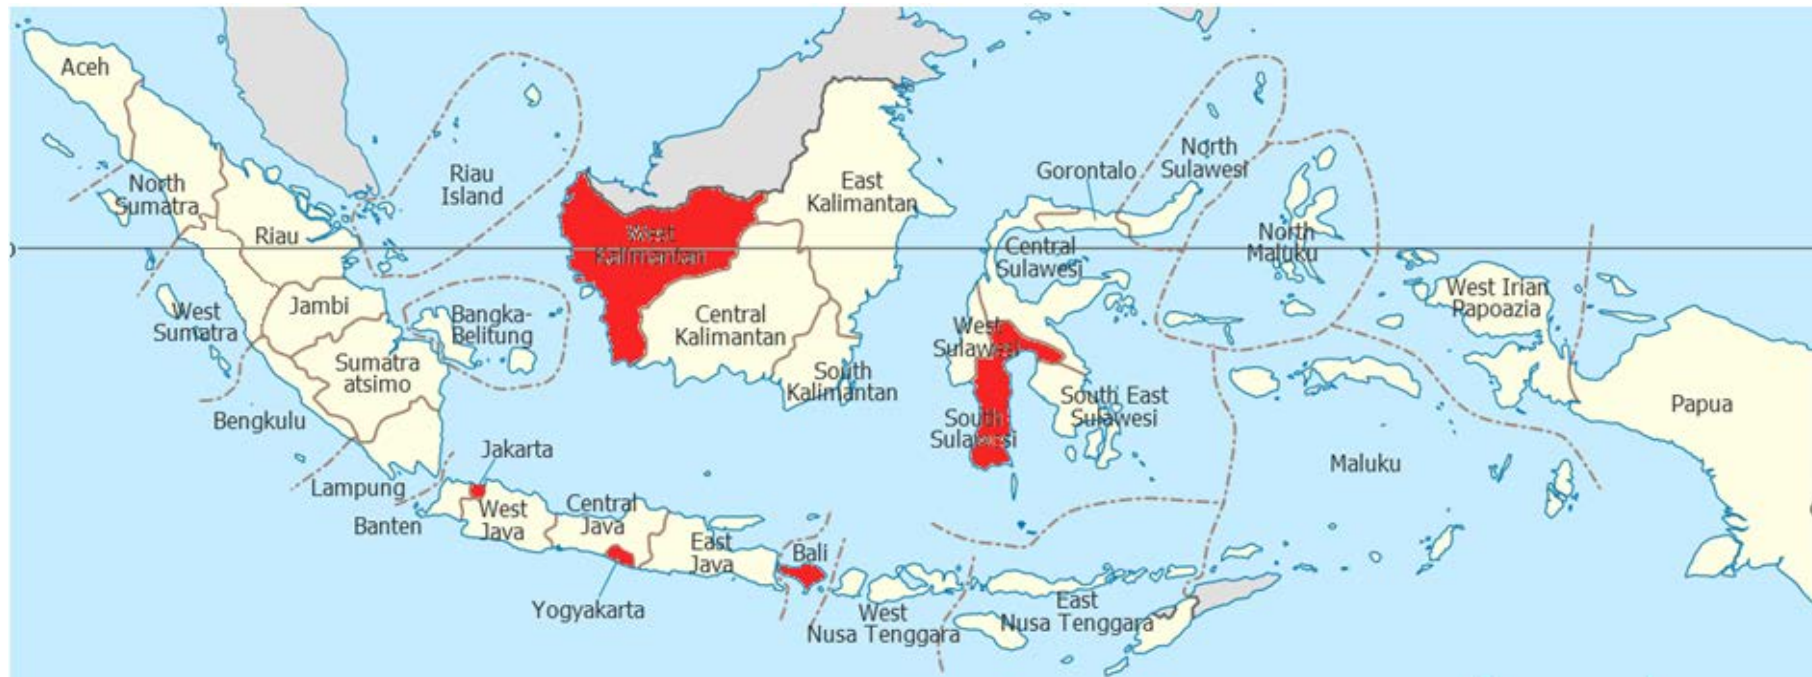 Aceh
North
Sumatra
Riau
Riau
Island
West
Sumatra
Jambi
Bangka-
Belitung
Sumatra
atsimo
Bengkulu
Lampung
Jakarta
Banten
West
Java
Central
Java
Yogyakarta
East
Java
Bali
West
Kalimantan
East
Kalimantan
Central
Kalimantan
South
Kalimantan
Gorontalo
North
Sulawesi
Central
Sulawesi
West
Sulawesi
South
Sulawesi
South East
Sulawesi
North
Maluku
Maluku
West Irian
Papoazia
Papua
West
Nusa Tenggara
East
Nusa Tenggara